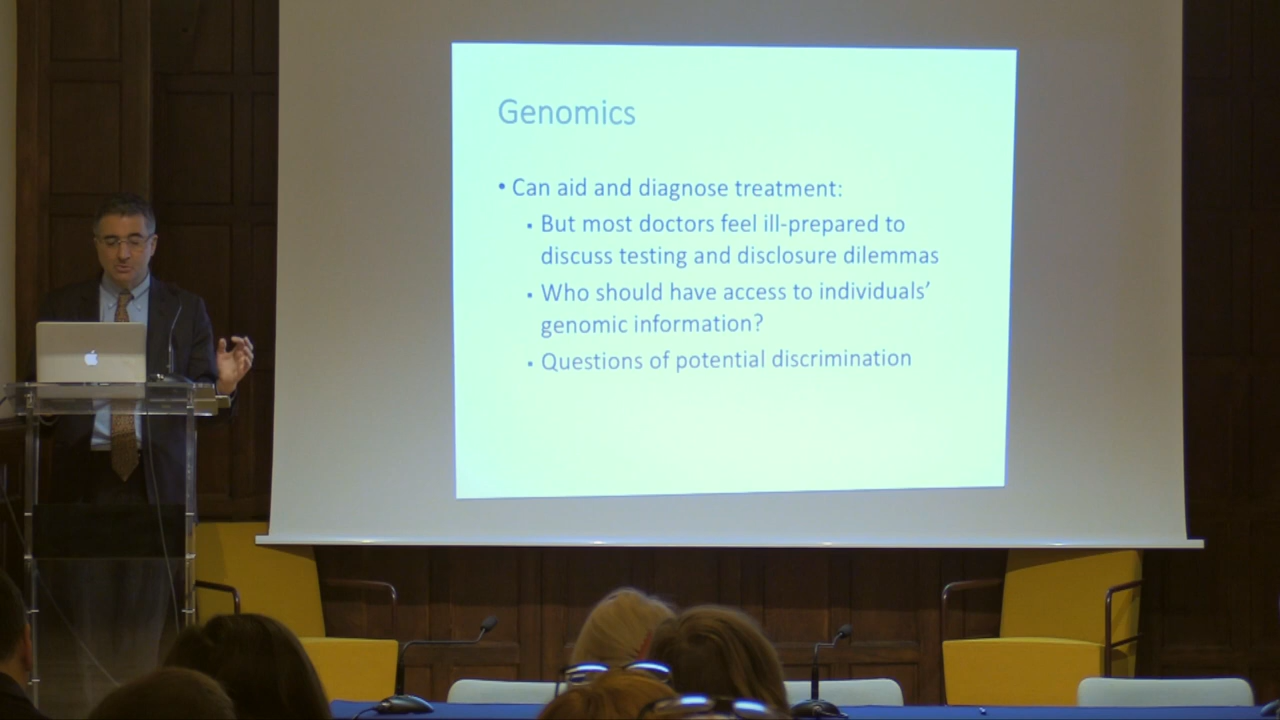 Genomics
• Can aid and diagnose treatment:
▪ But most doctors feel ill-prepared to
discuss testing and disclosure dilemmas
▪ Who should have access to individuals’
genomic information?
▪ Questions of potential discrimination